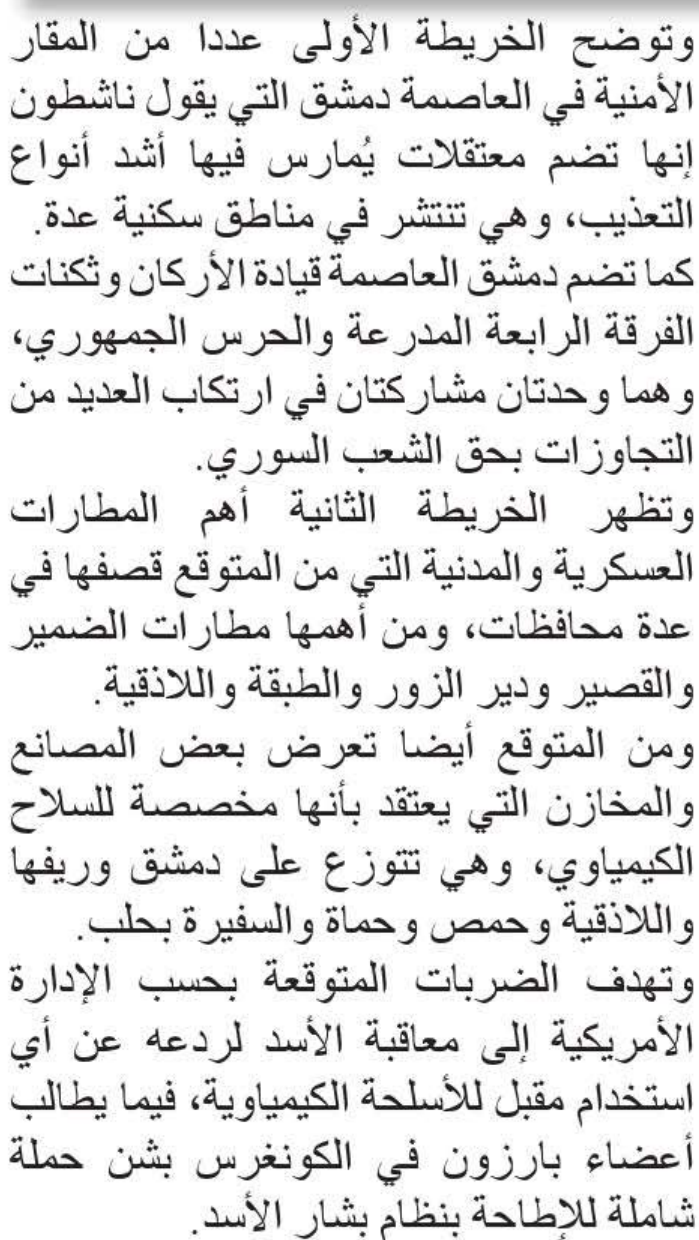 وتوضح الخريطة الأولى عددا من المقار
الأمنية في العاصمة دمشق التي يقول ناشطون
إنها تضم معتقلات يُمارس فيها أشد أنواع
التعذيب، وهي تنتشر في مناطق سكنية عدة.
كما تضم دمشق العاصمة قيادة الأركان وثكنات
الفرقة الرابعة المدرعة والحرس الجمهوري،
وهما وحدتان مشاركتان في ارتكاب العديد من
التجاوزات بحق الشعب السوري.
وتظهر الخريطة الثانية أهم المطارات
العسكرية والمدنية التي من المتوقع قصفها في
عدة محافظات، ومن أهمها مطارات الضمير
والقصير ودير الزور والطبقة واللاذقية.
ومن المتوقع أيضا تعرض بعض المصانع
والمخازن التي يعتقد بأنها مخصصة للسلاح
الكيمياوي، وهي تتوزع على دمشق وريفها
واللاذقية وحمص وحماة والسفيرة بحلب.
وتهدف الضربات المتوقعة بحسب الإدارة
الأمريكية إلى معاقبة الأسد لردعه عن أي
استخدام مقبل للأسلحة الكيمياوية، فيما يطالب
أعضاء بارزون في الكونغرس بشن حملة
شاملة للإطاحة بنظام بشار الأسد.